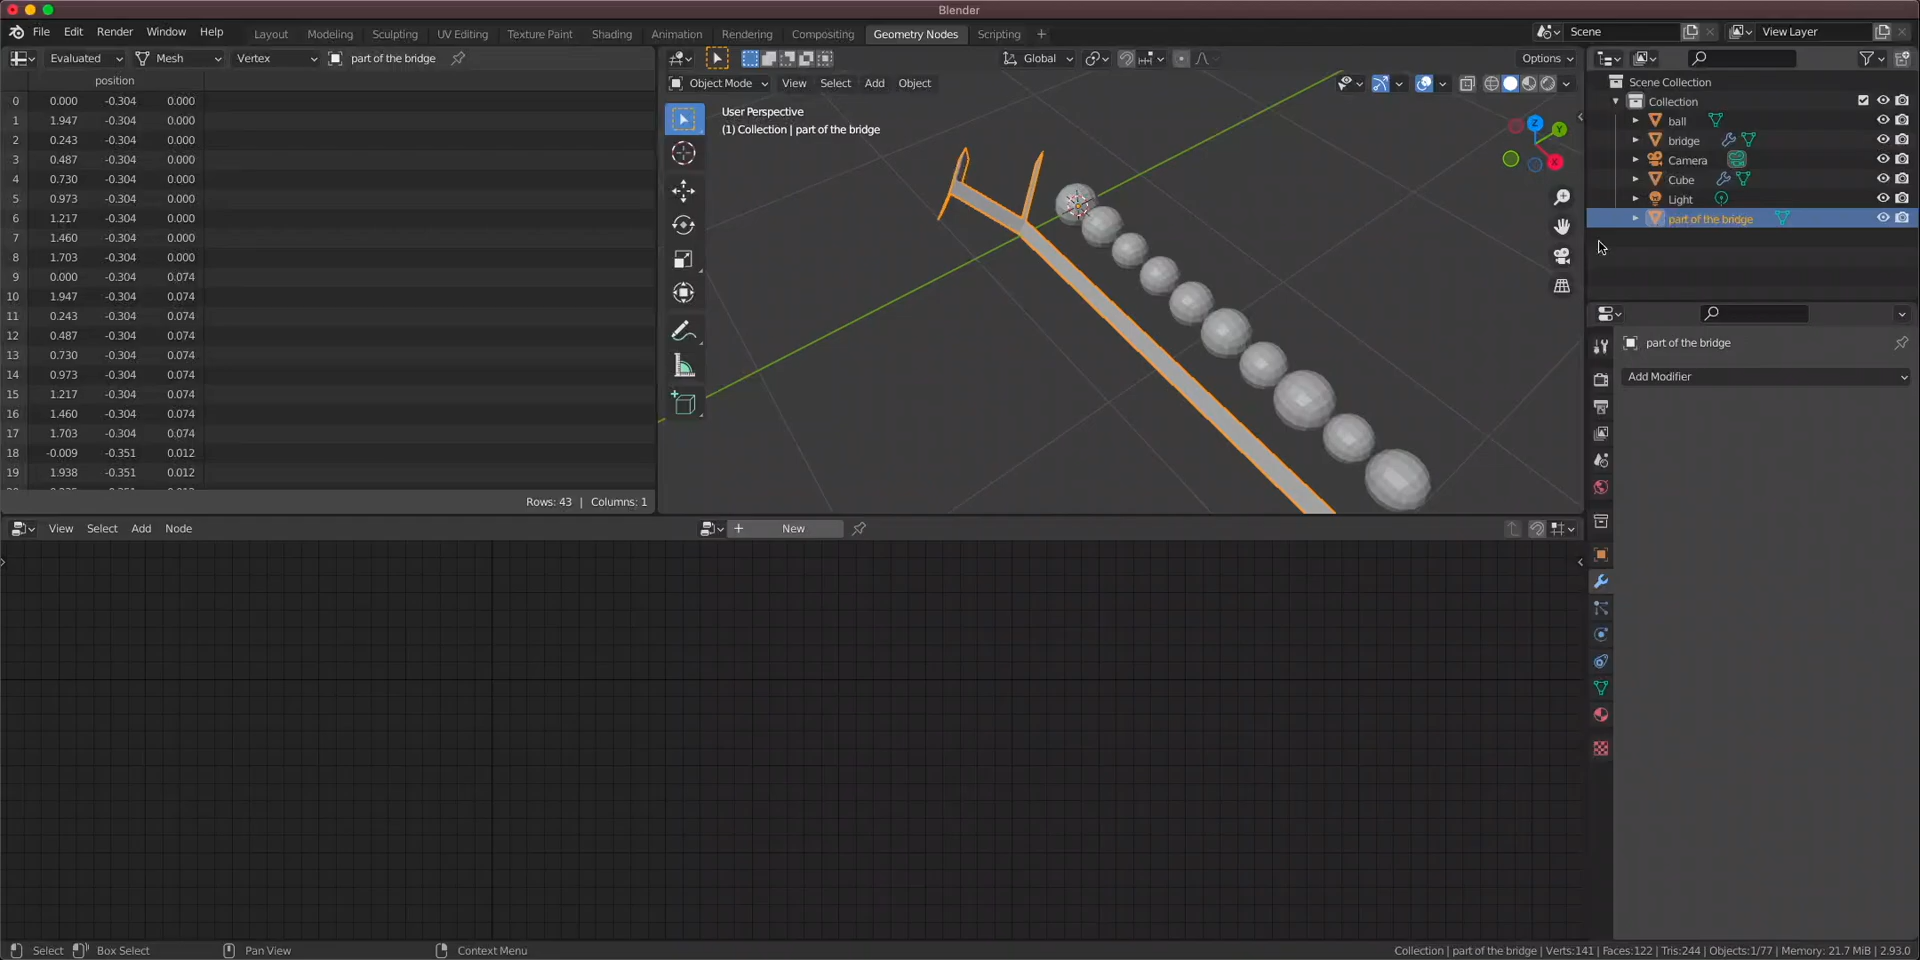 Blender
File Edit Render Window Help
Layout Modeling Sculpting UV Editing Texture Paint Shading Animation Rendering Compositing Geometry Nodes Scripting +
Scene
View Layer
Evaluated Mesh Vertex part of the bridge
Global
Options
Object Mode View Select Add Object
position
0 0.000 -0.304 0.000
1 1.947 -0.304 0.000
2 0.243 -0.304 0.000
3 0.487 -0.304 0.000
4 0.730 -0.304 0.000
5 0.973 -0.304 0.000
6 1.217 -0.304 0.000
7 1.460 -0.304 0.000
8 1.703 -0.304 0.000
9 0.000 -0.304 0.074
10 1.947 -0.304 0.074
11 0.243 -0.304 0.074
12 0.487 -0.304 0.074
13 0.730 -0.304 0.074
14 0.973 -0.304 0.074
15 1.217 -0.304 0.074
16 1.460 -0.304 0.074
17 1.703 -0.304 0.074
18 -0.009 -0.351 0.012
19 1.938 -0.351 0.012
Rows: 43 | Columns: 1
User Perspective
(1) Collection | part of the bridge
Z
Y
X
Scene Collection
Collection
ball
bridge
Camera
Cube
Light
part of the bridge
part of the bridge
Add Modifier
View Select Add Node
+ New
Select Box Select Pan View Context Menu
Collection | part of the bridge | Verts:141 | Faces:122 | Tris:244 | Objects:1/77 | Memory: 21.7 MiB | 2.93.0